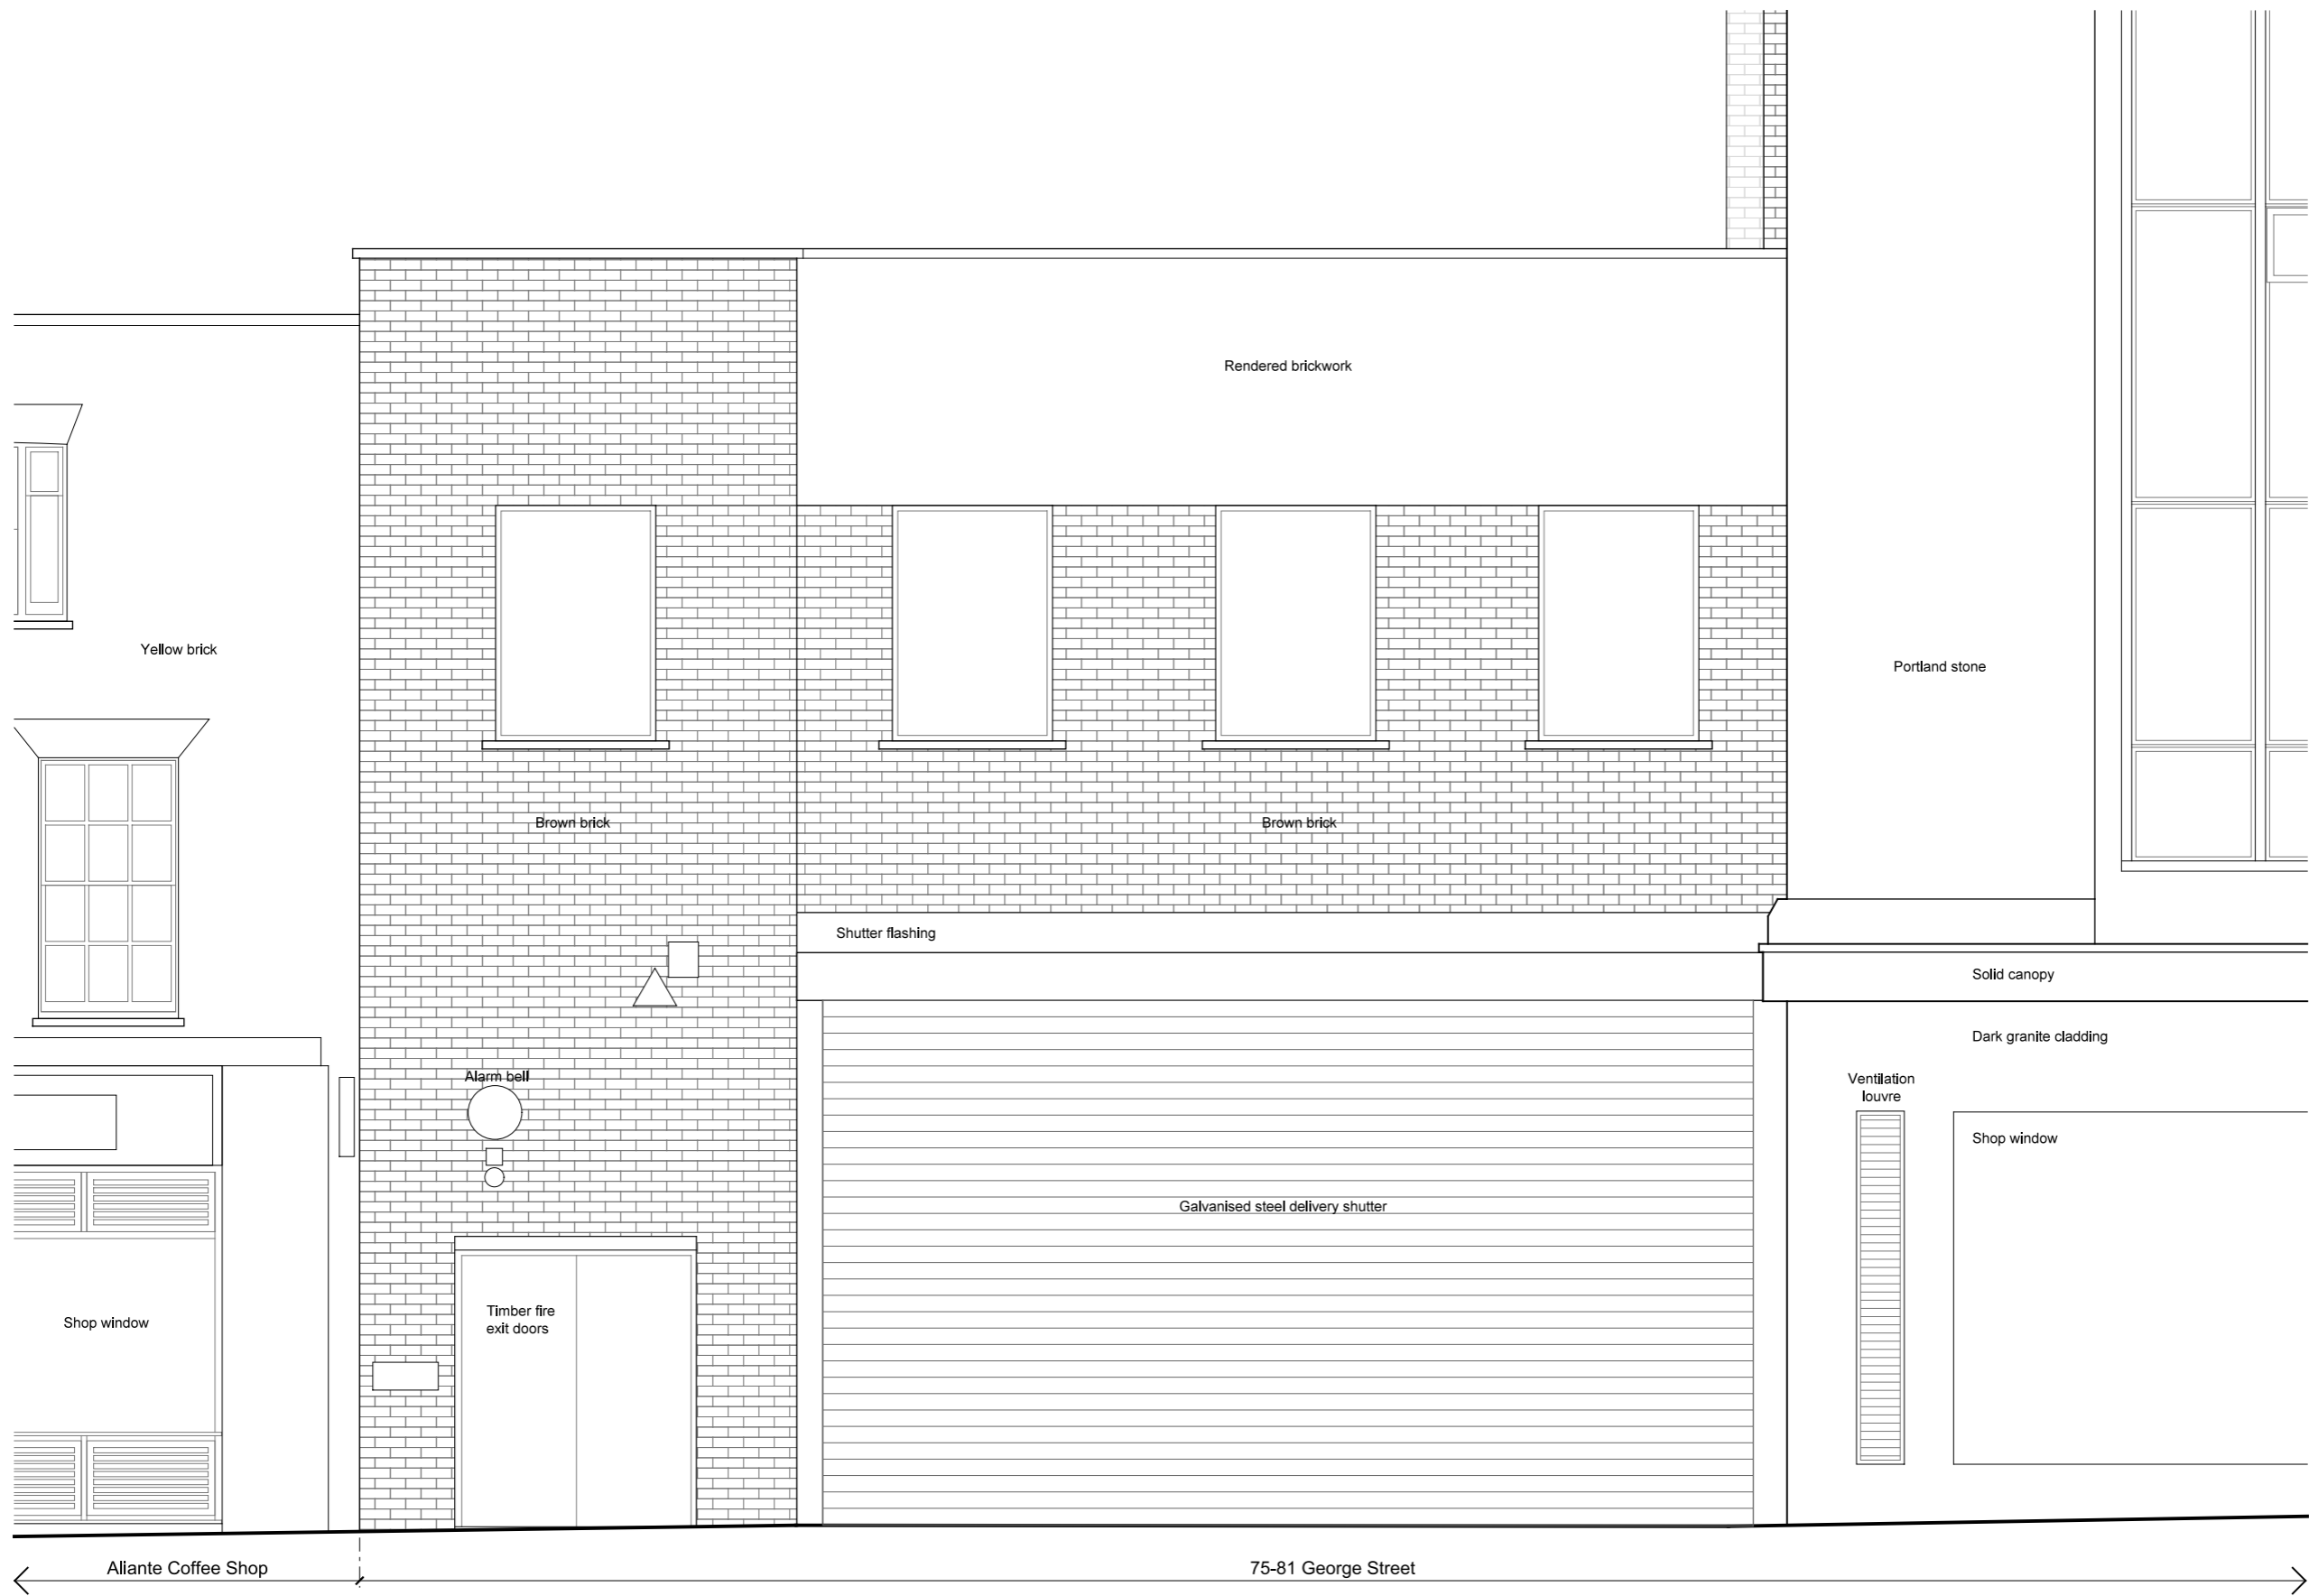 Rendered brickwork
Yellow brick
Portland stone
Brown brick
Brown brick
Shutter flashing
Solid canopy
Dark granite cladding
Alarm bell
Ventilation
louvre
Shop window
Galvanised steel delivery shutter
Timber fire
exit doors
Shop window
Aliante Coffee Shop
75-81 George Street